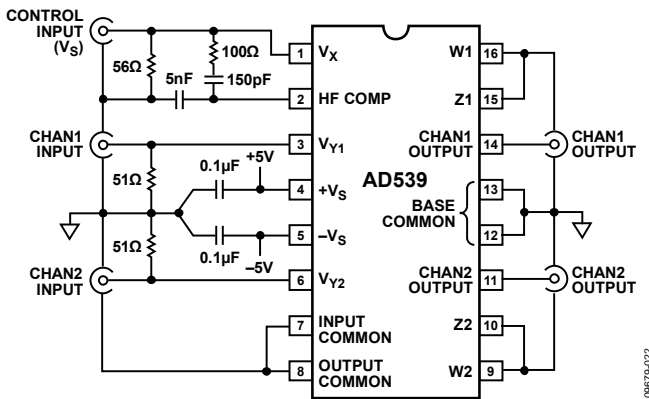 CONTROL
INPUT
(VS)
56Ω
5nF
100Ω
150pF
CHAN1
INPUT
51Ω
51Ω
0.1µF
+5V
0.1µF
–5V
CHAN2
INPUT
1 VX
2 HF COMP
3 VY1
4 +VS
5 –VS
6 VY2
7 INPUT
COMMON
8 OUTPUT
COMMON
AD539
W1 16
Z1 15
CHAN1
OUTPUT 14
BASE
COMMON
13
12
CHAN2
OUTPUT 11
Z2 10
W2 9
CHAN1
OUTPUT
CHAN2
OUTPUT
09679-022